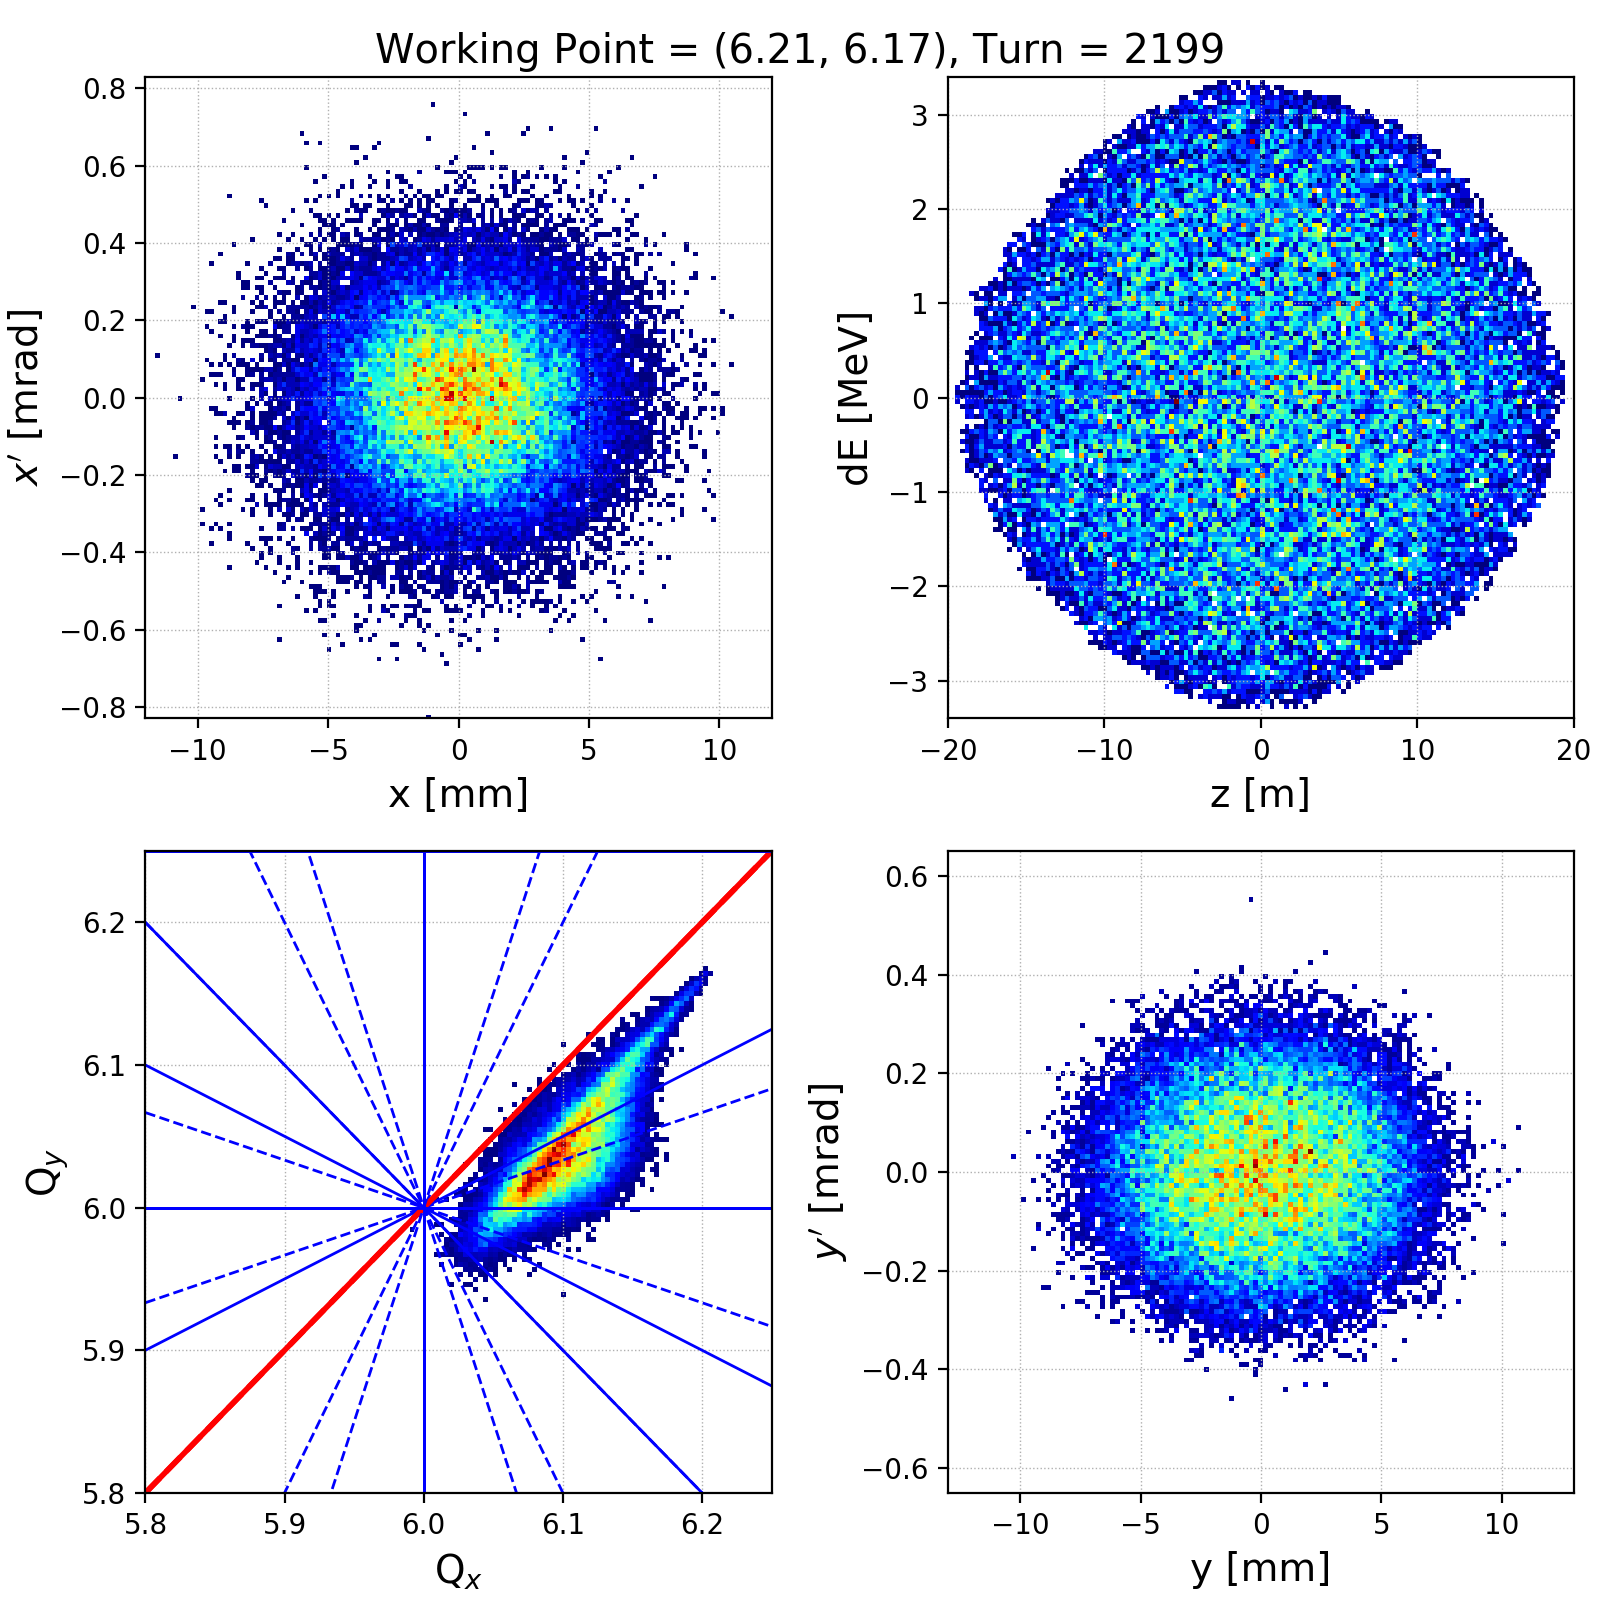 Working Point = (6.21, 6.17), Turn = 2199
0.8
0.6
0.4
0.2
0.0
−0.2
−0.4
−0.6
−0.8
x′ [mrad]
−10 −5 0 5 10
x [mm]
3
2
1
0
−1
−2
−3
dE [MeV]
−20 −10 0 10 20
z [m]
6.2
6.1
6.0
5.9
5.8
Qy
5.8 5.9 6.0 6.1 6.2
Qx
0.6
0.4
0.2
0.0
−0.2
−0.4
−0.6
y′ [mrad]
−10 −5 0 5 10
y [mm]